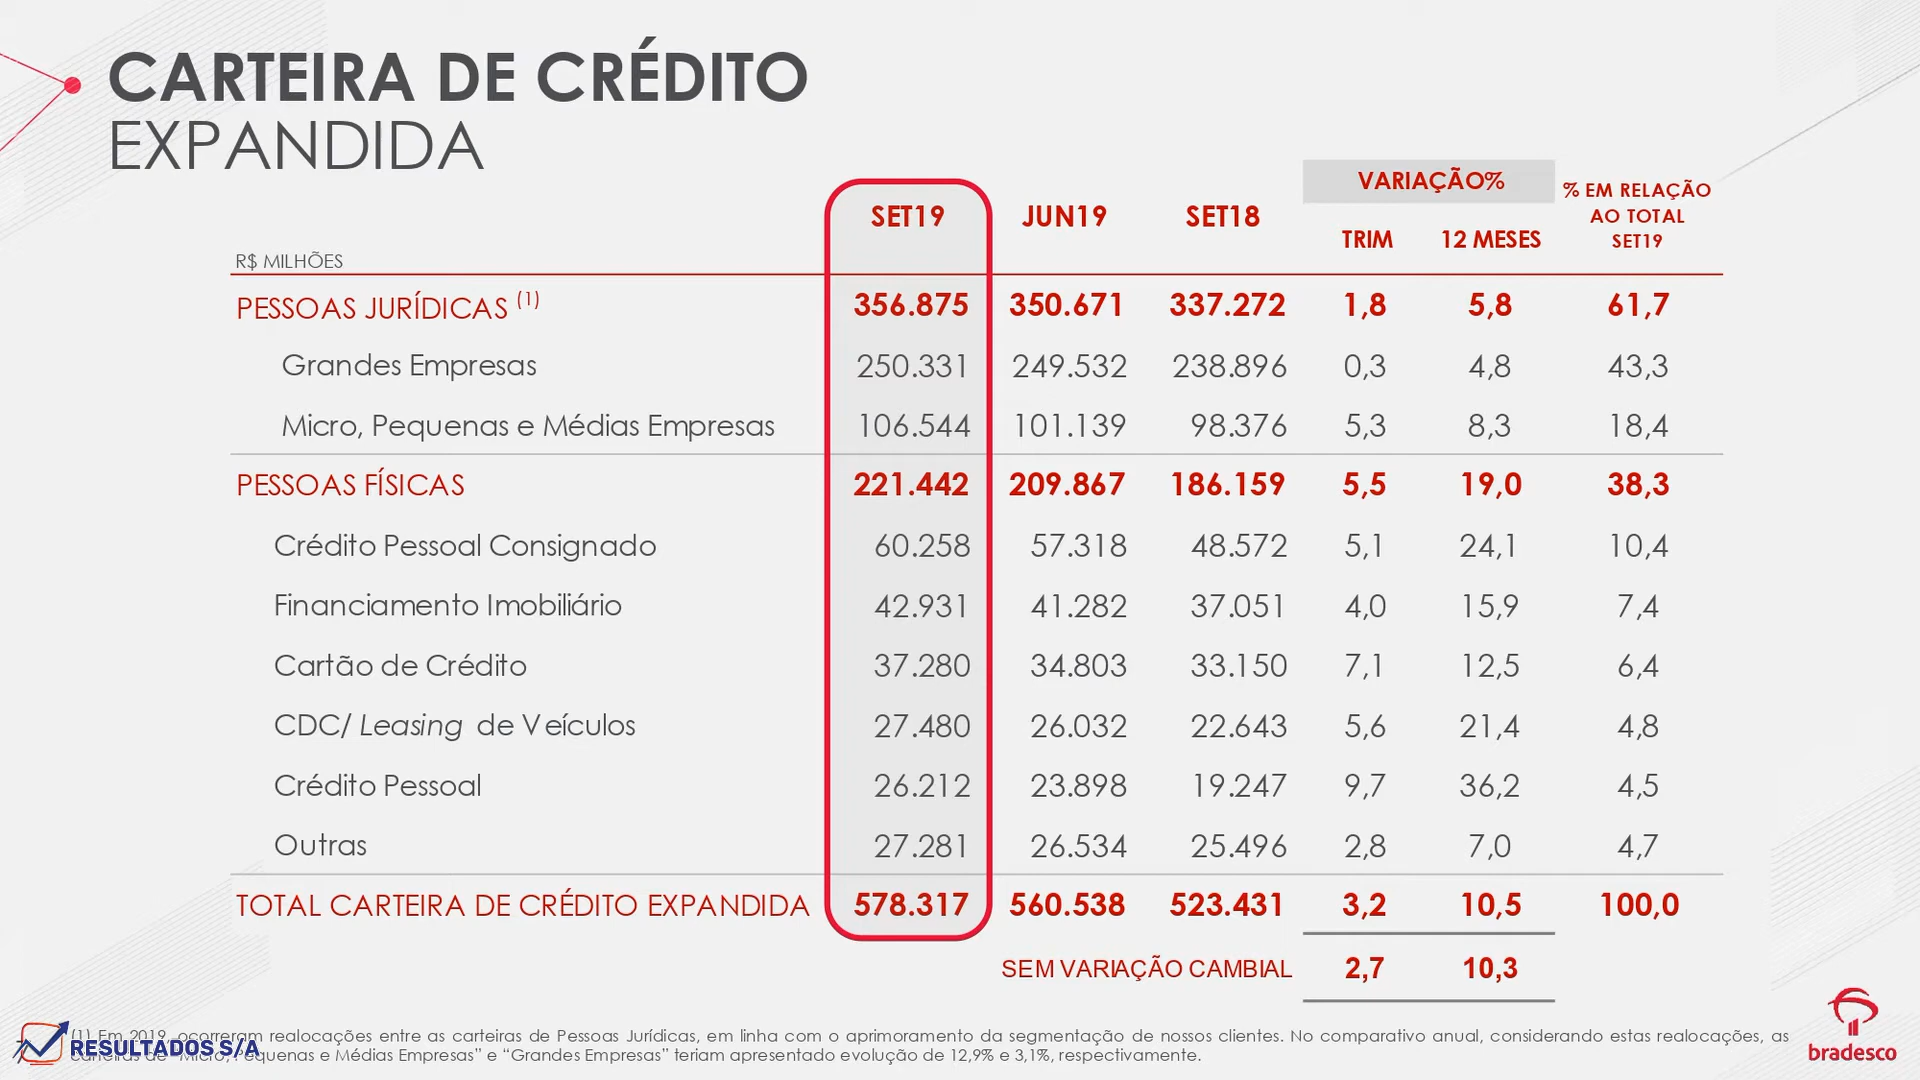 CARTEIRA DE CRÉDITO
EXPANDIDA
R$ MILHÕES SET19 JUN19 SET18 VARIAÇÃO% TRIM 12 MESES % EM RELAÇÃO AO TOTAL SET19
PESSOAS JURÍDICAS (1) 356.875 350.671 337.272 1,8 5,8 61,7
Grandes Empresas 250.331 249.532 238.896 0,3 4,8 43,3
Micro, Pequenas e Médias Empresas 106.544 101.139 98.376 5,3 8,3 18,4
PESSOAS FÍSICAS 221.442 209.867 186.159 5,5 19,0 38,3
Crédito Pessoal Consignado 60.258 57.318 48.572 5,1 24,1 10,4
Financiamento Imobiliário 42.931 41.282 37.051 4,0 15,9 7,4
Cartão de Crédito 37.280 34.803 33.150 7,1 12,5 6,4
CDC/ Leasing de Veículos 27.480 26.032 22.643 5,6 21,4 4,8
Crédito Pessoal 26.212 23.898 19.247 9,7 36,2 4,5
Outras 27.281 26.534 25.496 2,8 7,0 4,7
TOTAL CARTEIRA DE CRÉDITO EXPANDIDA 578.317 560.538 523.431 3,2 10,5 100,0
SEM VARIAÇÃO CAMBIAL 2,7 10,3
(1) Em 2019, ocorreram realocações entre as carteiras de Pessoas Jurídicas, em linha com o aprimoramento da segmentação de nossos clientes. No comparativo anual, considerando estas realocações, as
carteiras de "Micro, Pequenas e Médias Empresas" e "Grandes Empresas" teriam apresentado evolução de 12,9% e 3,1%, respectivamente.
RESULTADOS S/A
bradesco